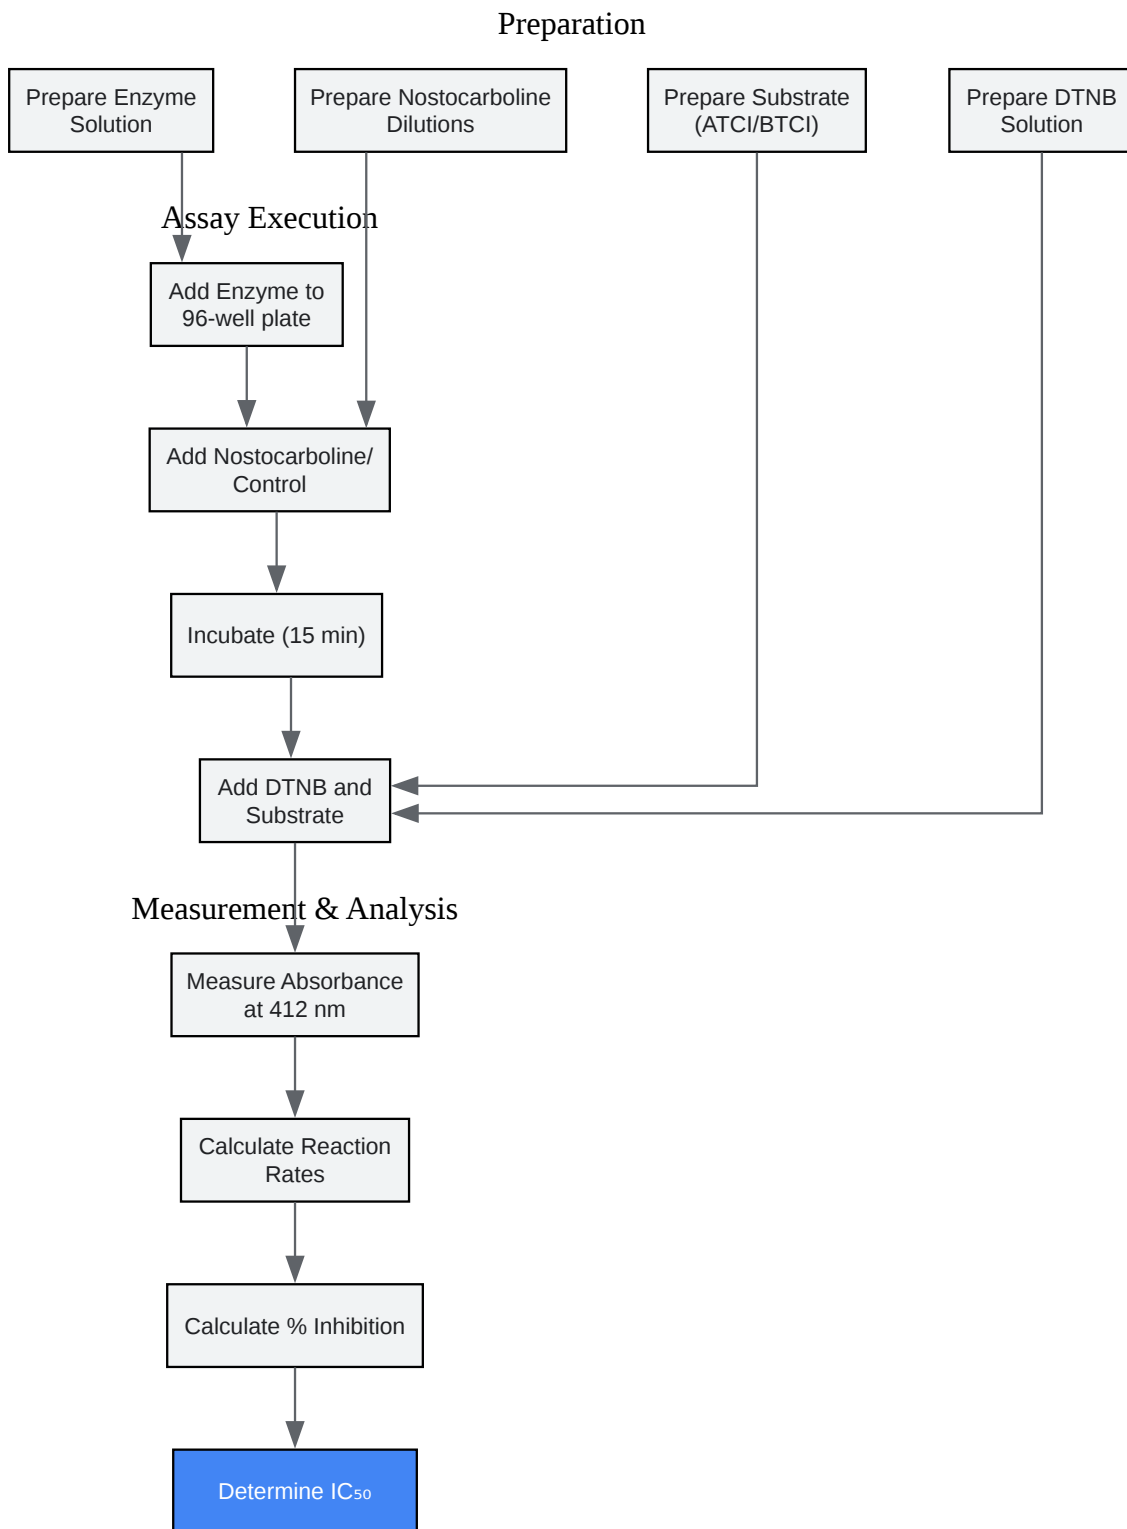 Preparation
Prepare Enzyme
Solution
Prepare Nostocarboline
Dilutions
Prepare Substrate
(ATCI/BTCI)
Prepare DTNB
Solution
Assay Execution
Add Enzyme to
96-well plate
Add Nostocarboline/
Control
Incubate (15 min)
Add DTNB and
Substrate
Measurement & Analysis
Measure Absorbance
at 412 nm
Calculate Reaction
Rates
Calculate % Inhibition
Determine IC₅₀